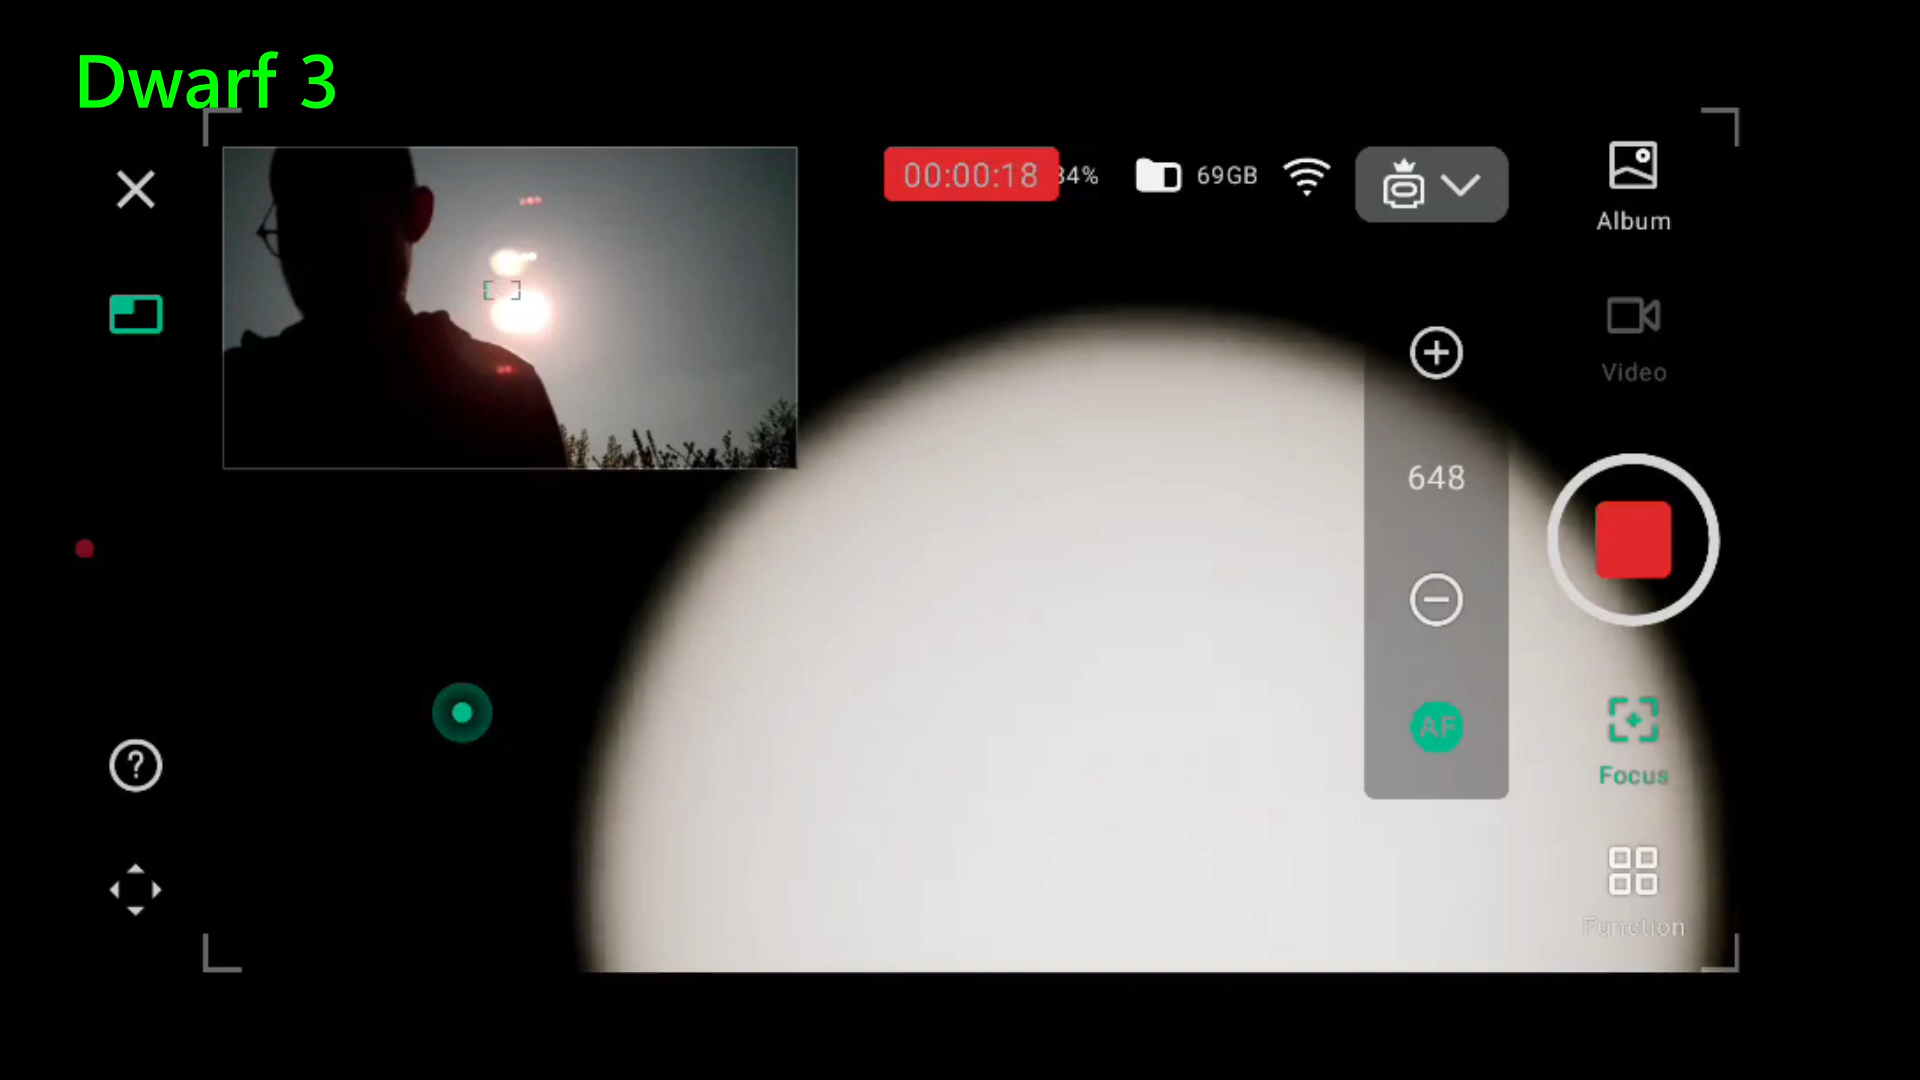 Dwarf 3
00:00:18
34%
69GB
Album
Video
648
AF
Focus
Function